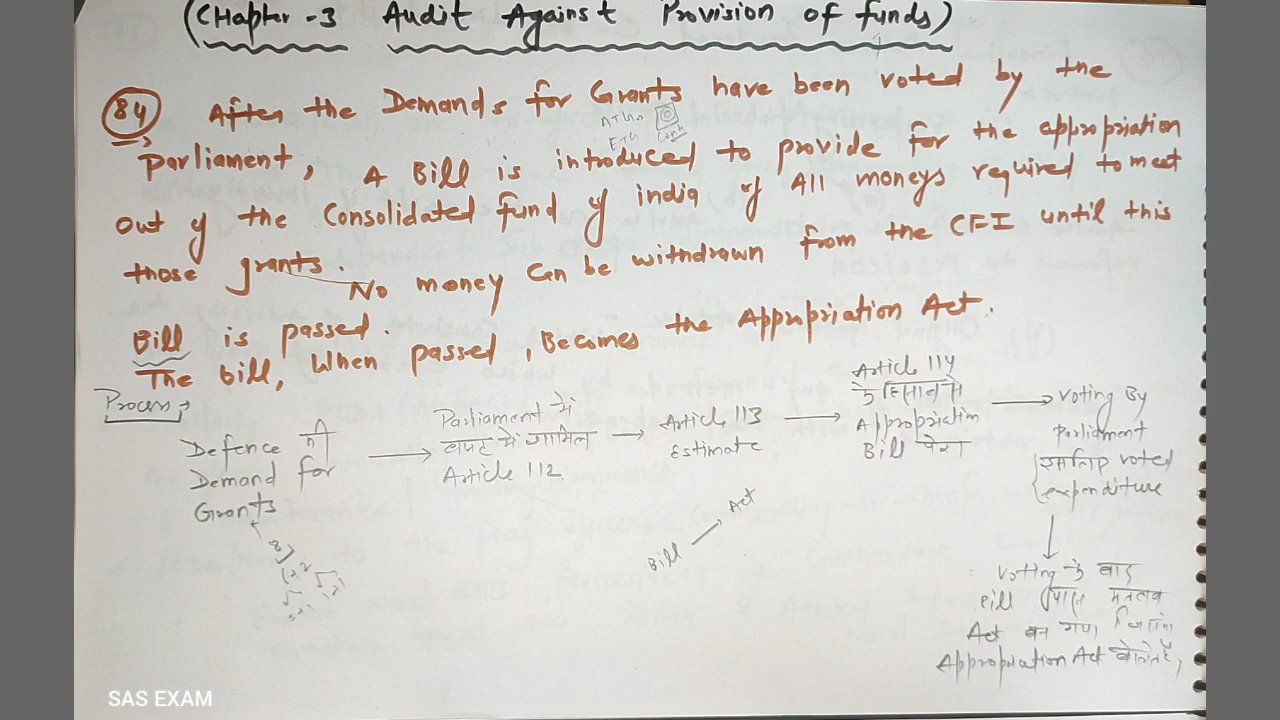 (Chapter-3 Audit Against Provision of funds)
84 After the Demands for Grants have been voted by the
Parliament, A Bill is introduced to provide for the appropriation
out of the Consolidated fund of india of All moneys required to meet
those grants. No money can be withdrawn from the CFI until this
Bill is passed.
The bill, When passed, Becomes the Appropriation Act.
Process
Defence की
Demand for
Grants
Parliament में
बजट में शामिल
Article 112
Article 113
Estimate
Article 114
के हिसाब से
Appropriation
Bill पेश
Voting By
Parliament
इसलिए voted
expenditure
Bill → Act
Voting के बाद
Bill पास मतलब
Act बन गया जिसे
Appropriation Act बोलते हैं
SAS EXAM